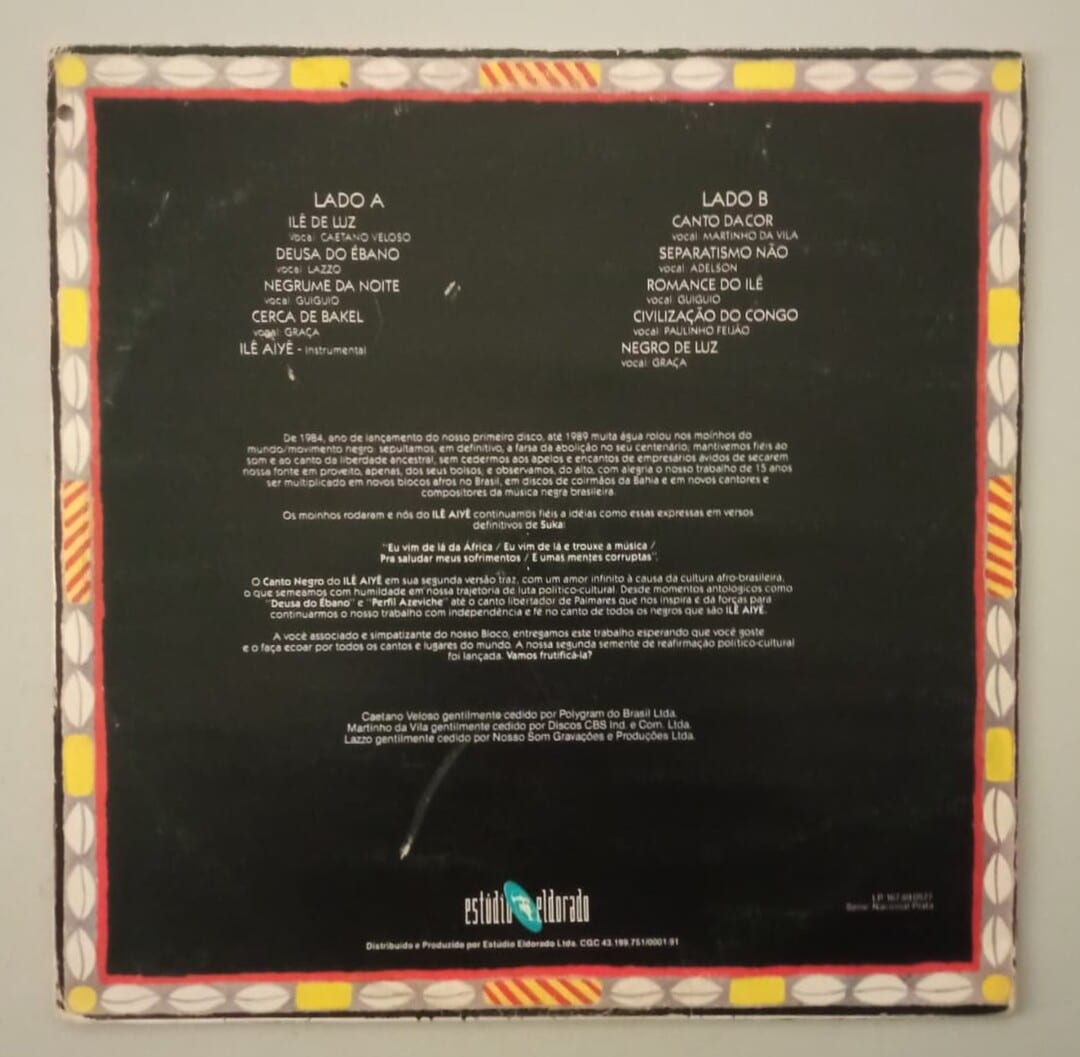 LADO A
ILÊ DE LUZ
vocal CAETANO VELOSO
DEUSA DO ÉBANO
vocal LAZZO
NEGRUME DA NOITE
vocal GUIGUIO
CERCA DE BAKEL
vocal GRAÇA
ILÊ AIYÊ - Instrumental
LADO B
CANTO DA COR
vocal MARTINHO DA VILA
SEPARATISMO NÃO
vocal ADELSON
ROMANCE DO ILÊ
vocal GUIGUIO
CIVILIZAÇÃO DO CONGO
vocal PAULINHO FEIJÃO
NEGRO DE LUZ
vocal GRAÇA
De 1984, ano de lançamento do nosso primeiro disco, até 1989 muita água rolou nos moinhos do
mundo/movimento negro: sepultamos, em definitivo, a farsa da abolição no seu centenário, mantivemos fiéis ao
som e ao canto da liberdade ancestral, sem cedermos aos apelos e encantos de empresários ávidos de secarem
nossa fonte em proveito, apenas, dos seus bolsos, e observamos, do alto, com alegria o nosso trabalho de 15 anos
ser multiplicado em novos blocos afros no Brasil, em discos de coirmãos da Bahia e em novos cantores e
compositores da música negra brasileira.
Os moinhos rodaram e nós do ILÊ AIYÊ continuamos fiéis a idéias como essas expressas em versos
definitivos de Suka:
"Eu vim de lá da África / Eu vim de lá e trouxe a música /
Pra saludar meus sofrimentos / E umas mentes corruptas".
O Canto Negro do ILÊ AIYÊ em sua segunda versão traz, com um amor infinito à causa da cultura afro-brasileira,
o que semeamos com humildade em nossa trajetória de luta político-cultural. Desde momentos antológicos como
"Deusa do Ébano" e "Perfil Azeviche" até o canto libertador de Palmares que nos inspira e dá forças para
continuarmos o nosso trabalho com independência e fé no canto de todos os negros que são ILÊ AIYÊ.
A você associado e simpatizante do nosso Bloco, entregamos este trabalho esperando que você goste
e o faça ecoar por todos os cantos e lugares do mundo. A nossa segunda semente de reafirmação político-cultural
foi lançada. Vamos frutificá-la?
Caetano Veloso gentilmente cedido por Polygram do Brasil Ltda.
Martinho da Vila gentilmente cedido por Discos CBS Ind. e Com. Ltda.
Lazzo gentilmente cedido por Nosso Som Gravações e Produções Ltda.
estúdio eldorado
Distribuído e Produzido por Estúdio Eldorado Ltda. CGC 43.199.751/0001-91
LP
Série: Nacional Prata